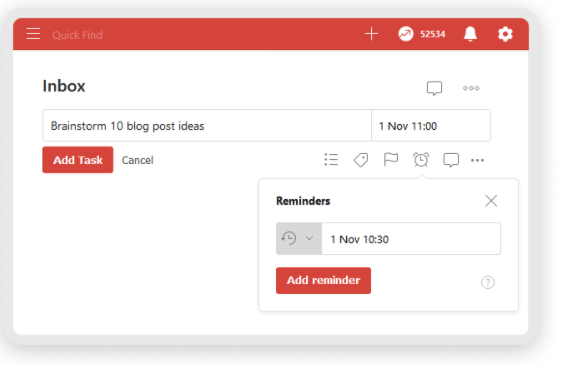 Quick Find
52534
Inbox
Brainstorm 10 blog post ideas
1 Nov 11:00
Add Task
Cancel
Reminders
1 Nov 10:30
Add reminder
?